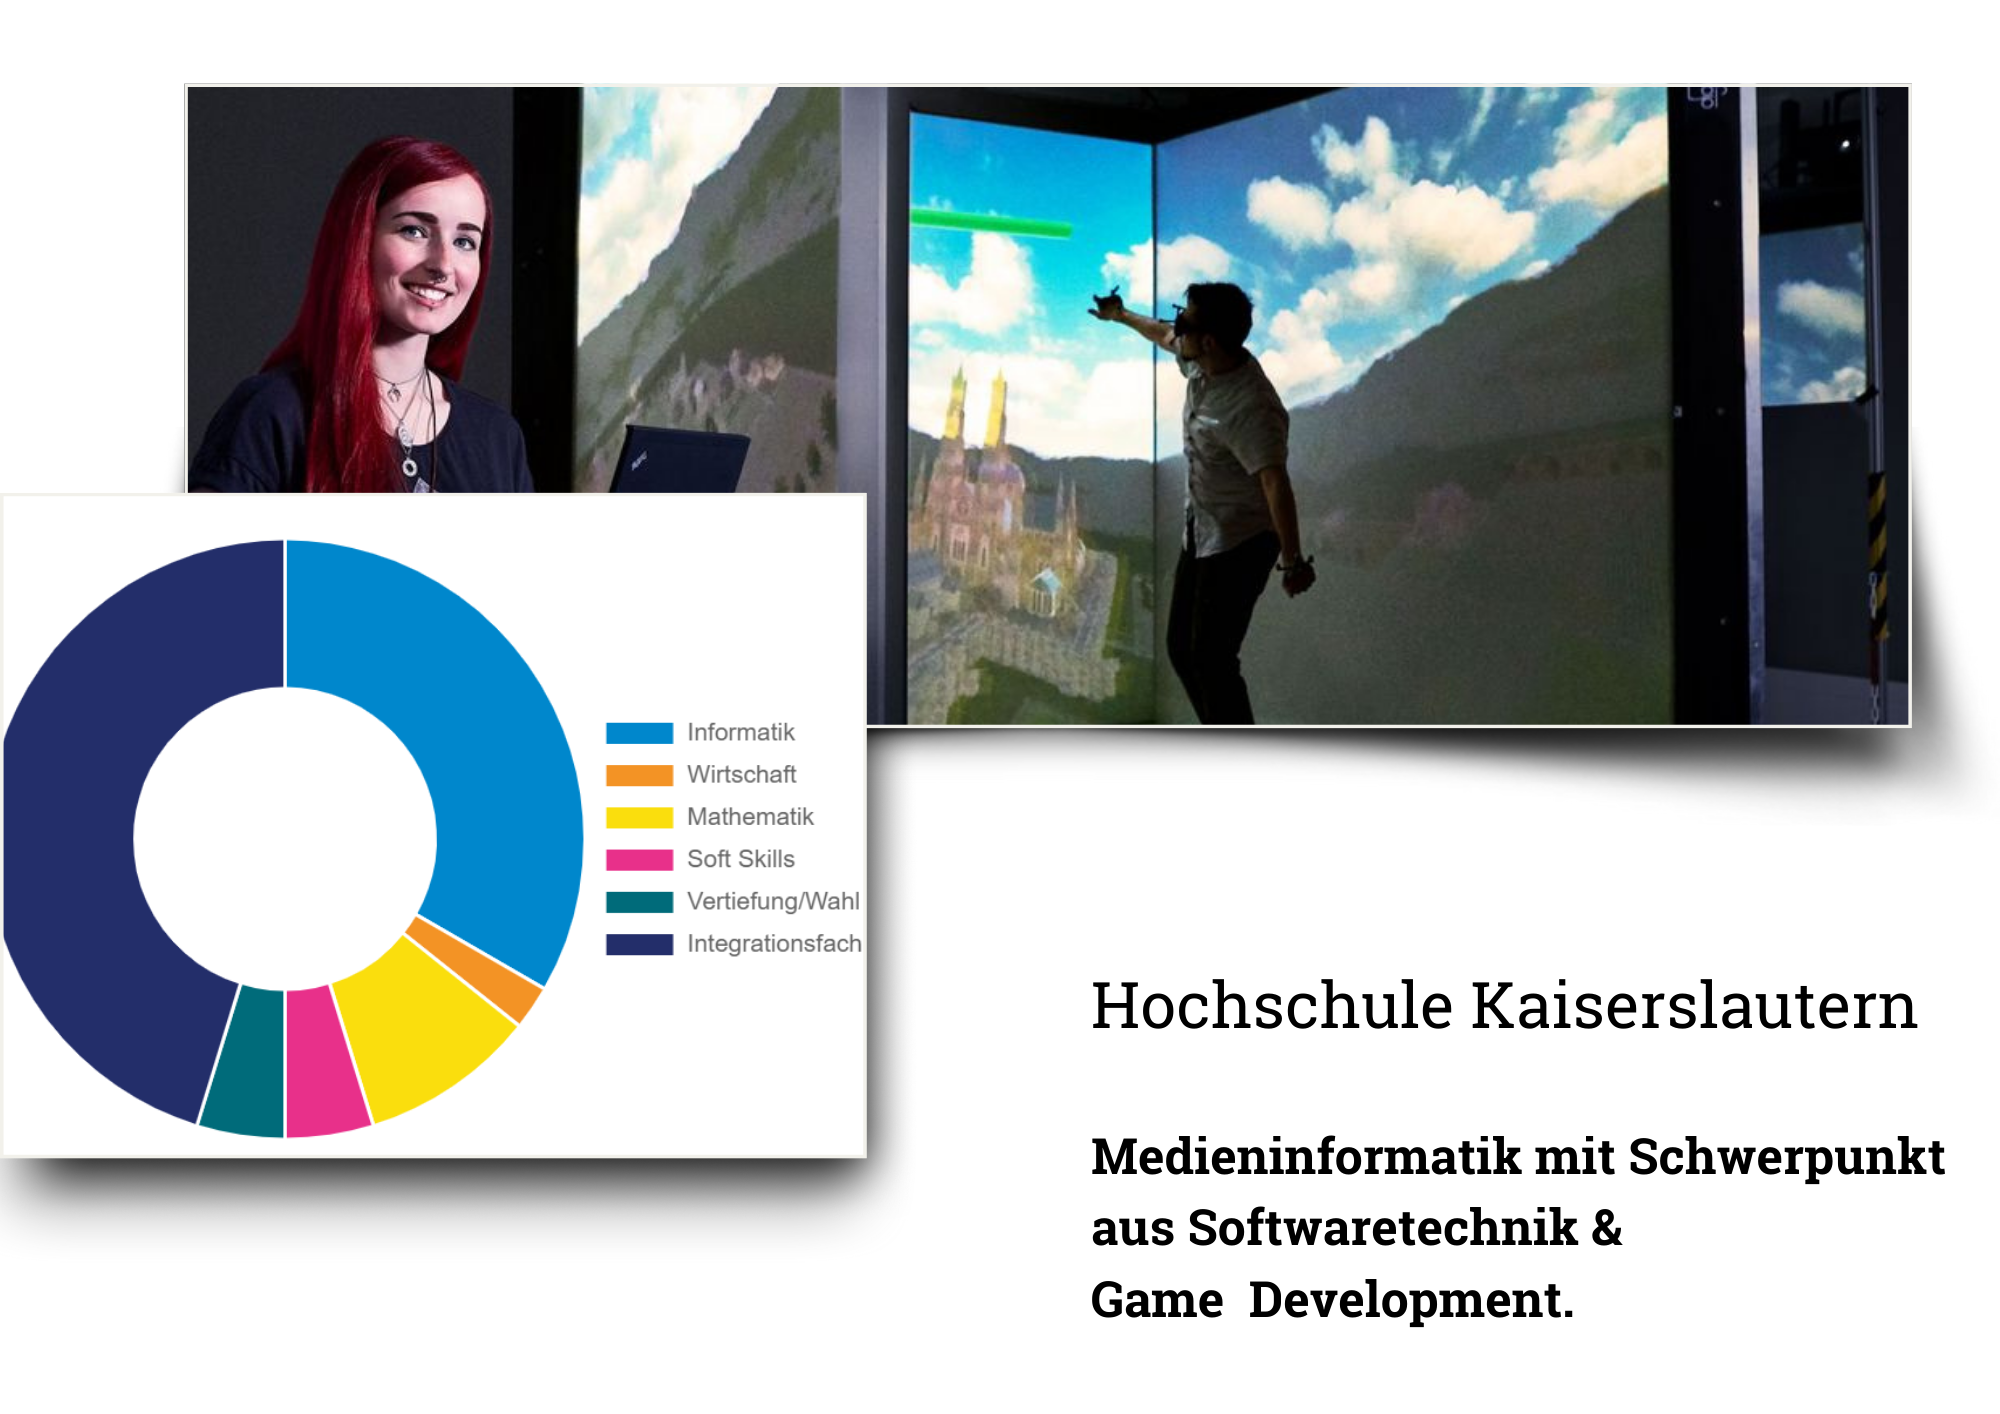 Informatik
Wirtschaft
Mathematik
Soft Skills
Vertiefung/Wahl
Integrationsfach
Hochschule Kaiserslautern
Medieninformatik mit Schwerpunkt
aus Softwaretechnik &
Game  Development.